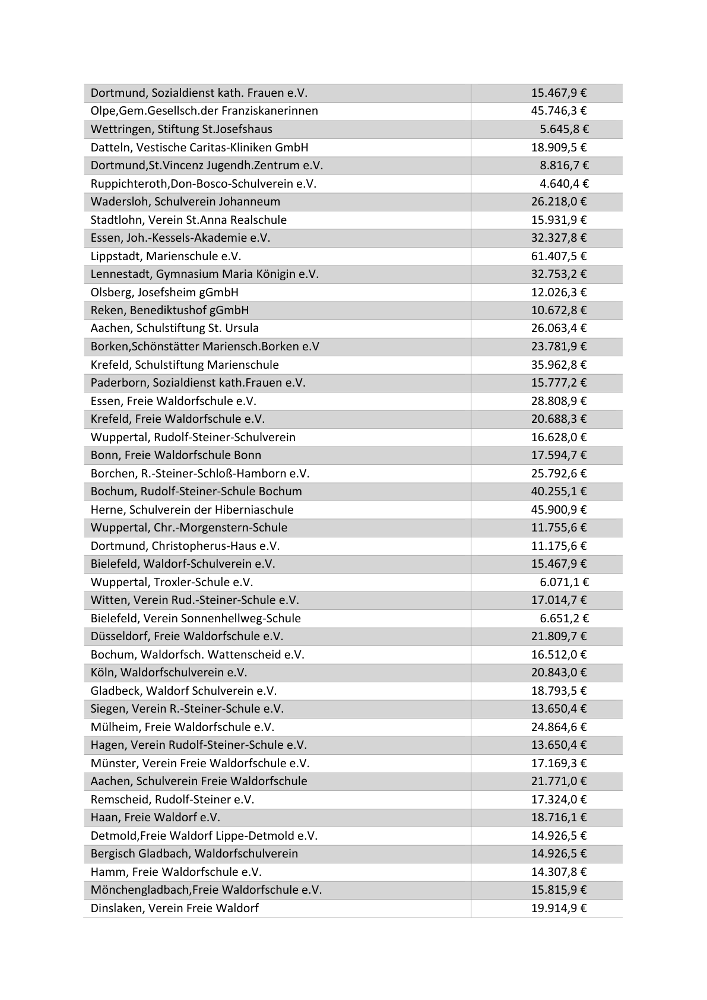 Dortmund, Sozialdienst kath. Frauen e.V. 15.467,9 €
Olpe,Gem.Gesellsch.der Franziskanerinnen 45.746,3 €
Wettringen, Stiftung St.Josefshaus 5.645,8 €
Datteln, Vestische Caritas-Kliniken GmbH 18.909,5 €
Dortmund,St.Vincenz Jugendh.Zentrum e.V. 8.816,7 €
Ruppichteroth,Don-Bosco-Schulverein e.V. 4.640,4 €
Wadersloh, Schulverein Johanneum 26.218,0 €
Stadtlohn, Verein St.Anna Realschule 15.931,9 €
Essen, Joh.-Kessels-Akademie e.V. 32.327,8 €
Lippstadt, Marienschule e.V. 61.407,5 €
Lennestadt, Gymnasium Maria Königin e.V. 32.753,2 €
Olsberg, Josefsheim gGmbH 12.026,3 €
Reken, Benediktushof gGmbH 10.672,8 €
Aachen, Schulstiftung St. Ursula 26.063,4 €
Borken,Schönstätter Mariensch.Borken e.V 23.781,9 €
Krefeld, Schulstiftung Marienschule 35.962,8 €
Paderborn, Sozialdienst kath.Frauen e.V. 15.777,2 €
Essen, Freie Waldorfschule e.V. 28.808,9 €
Krefeld, Freie Waldorfschule e.V. 20.688,3 €
Wuppertal, Rudolf-Steiner-Schulverein 16.628,0 €
Bonn, Freie Waldorfschule Bonn 17.594,7 €
Borchen, R.-Steiner-Schloß-Hamborn e.V. 25.792,6 €
Bochum, Rudolf-Steiner-Schule Bochum 40.255,1 €
Herne, Schulverein der Hiberniaschule 45.900,9 €
Wuppertal, Chr.-Morgenstern-Schule 11.755,6 €
Dortmund, Christopherus-Haus e.V. 11.175,6 €
Bielefeld, Waldorf-Schulverein e.V. 15.467,9 €
Wuppertal, Troxler-Schule e.V. 6.071,1 €
Witten, Verein Rud.-Steiner-Schule e.V. 17.014,7 €
Bielefeld, Verein Sonnenhellweg-Schule 6.651,2 €
Düsseldorf, Freie Waldorfschule e.V. 21.809,7 €
Bochum, Waldorfsch. Wattenscheid e.V. 16.512,0 €
Köln, Waldorfschulverein e.V. 20.843,0 €
Gladbeck, Waldorf Schulverein e.V. 18.793,5 €
Siegen, Verein R.-Steiner-Schule e.V. 13.650,4 €
Mülheim, Freie Waldorfschule e.V. 24.864,6 €
Hagen, Verein Rudolf-Steiner-Schule e.V. 13.650,4 €
Münster, Verein Freie Waldorfschule e.V. 17.169,3 €
Aachen, Schulverein Freie Waldorfschule 21.771,0 €
Remscheid, Rudolf-Steiner e.V. 17.324,0 €
Haan, Freie Waldorf e.V. 18.716,1 €
Detmold,Freie Waldorf Lippe-Detmold e.V. 14.926,5 €
Bergisch Gladbach, Waldorfschulverein 14.926,5 €
Hamm, Freie Waldorfschule e.V. 14.307,8 €
Mönchengladbach,Freie Waldorfschule e.V. 15.815,9 €
Dinslaken, Verein Freie Waldorf 19.914,9 €